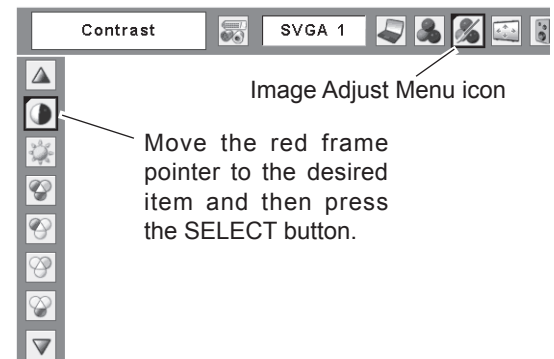 Contrast
SVGA 1
Image Adjust Menu icon
Move the red frame
pointer to the desired
item and then press
the SELECT button.